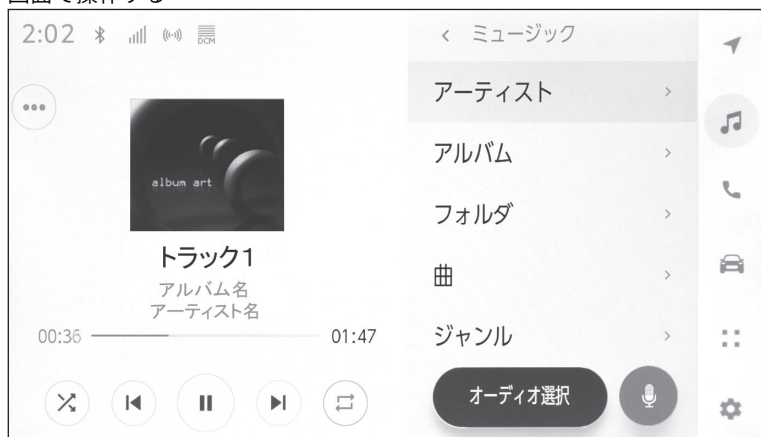 画面で操作する
2:02
DCM
album art
トラック1
アルバム名
アーティスト名
00:36
01:47
< ミュージック
アーティスト >
アルバム >
フォルダ >
曲 >
ジャンル >
オーディオ選択